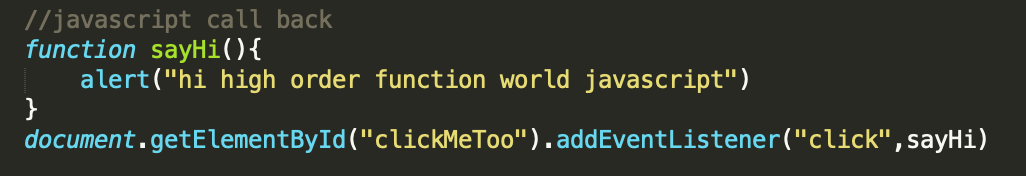 //javascript call back
function sayHi(){
    alert("hi high order function world javascript")
}
document.getElementById("clickMeToo").addEventListener("click",sayHi)